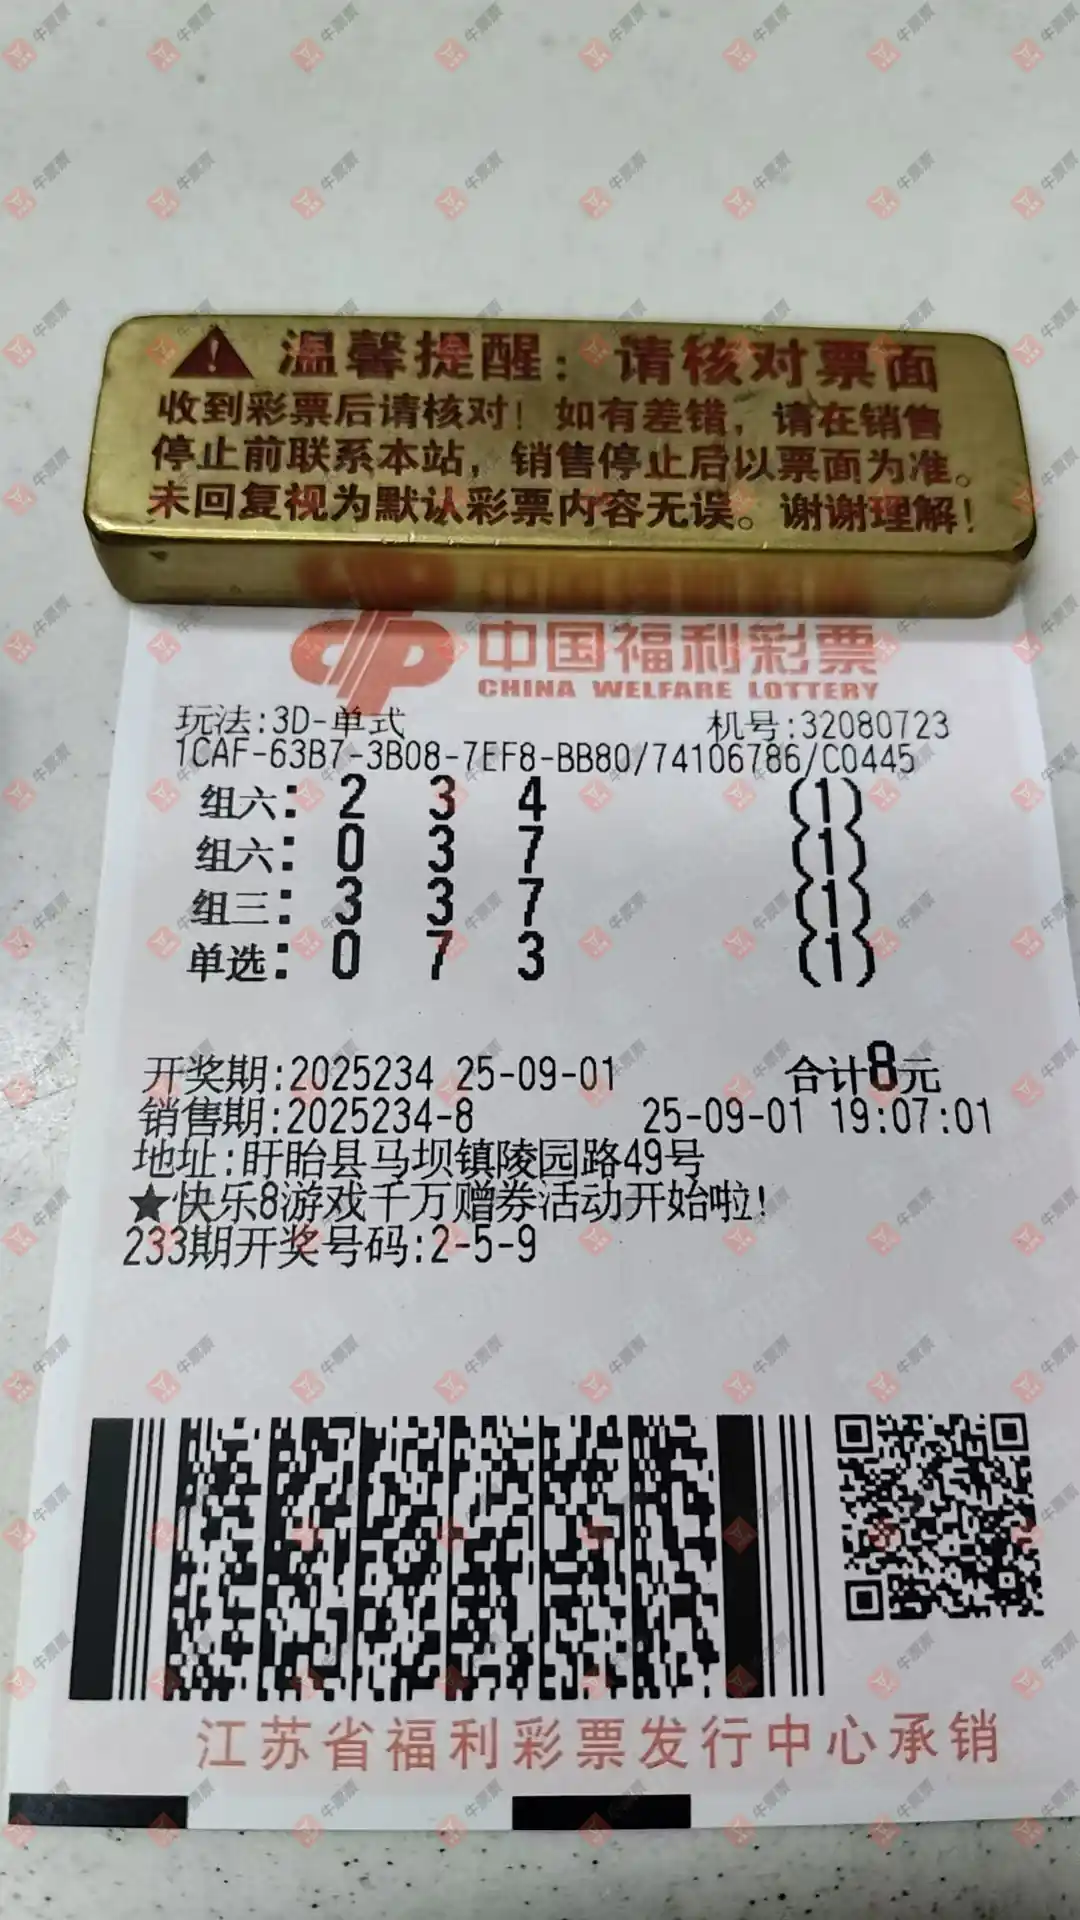 温馨提醒：请核对票面
收到彩票后请核对！如有差错，请在销售
停止前联系本站，销售停止后以票面为准。
未回复视为默认彩票内容无误。谢谢理解！
中国福利彩票
CHINA WELFARE LOTTERY
玩法:3D-单式 机号:32080723
1CAF-63B7-3B08-7EF8-BB80/74106786/C0445
组六: 2 3 4 (1)
组六: 0 3 7 (1)
组三: 3 3 7 (1)
单选: 0 7 3 (1)
开奖期:2025234 25-09-01 合计8元
销售期:2025234-8 25-09-01 19:07:01
地址:盱眙县马坝镇陵园路49号
★快乐8游戏千万赠券活动开始啦!
233期开奖号码:2-5-9
江苏省福利彩票发行中心承销
牛票票